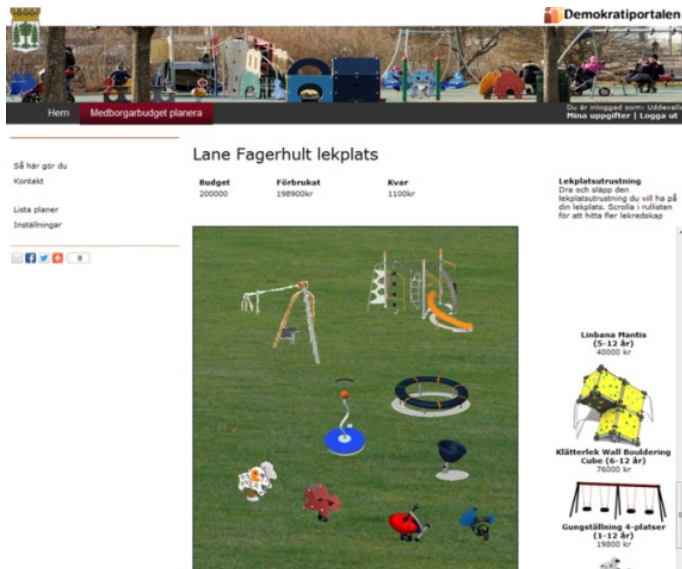 Demokratiportalen
Hem
Medborgarbudget planera
Du är inloggad som: Uddevalla
Mina uppgifter | Logga ut
Så här gör du
Kontakt
Lista planer
Inställningar
0
Lane Fagerhult lekplats
Budget Förbrukat Kvar
200000 198900kr 1100kr
Lekplatsutrustning
Dra och släpp den
lekplatsutrustning du vill ha på
din lekplats. Scrolla i rullisten
för att hitta fler lekredskap
Linbana Mantis
(5-12 år)
40000 kr
Klätterlek Wall Bouldering
Cube (6-12 år)
76000 kr
Gungställning 4-platser
(1-12 år)
19800 kr